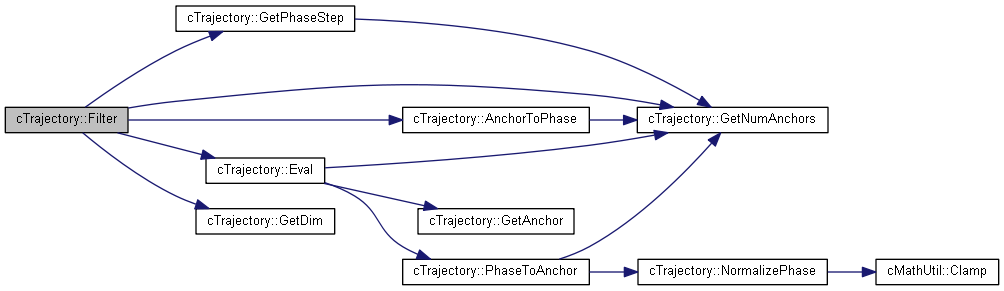 cTrajectory::GetPhaseStep
cTrajectory::Filter
cTrajectory::AnchorToPhase
cTrajectory::GetNumAnchors
cTrajectory::Eval
cTrajectory::GetDim
cTrajectory::GetAnchor
cTrajectory::PhaseToAnchor
cTrajectory::NormalizePhase
cMathUtil::Clamp